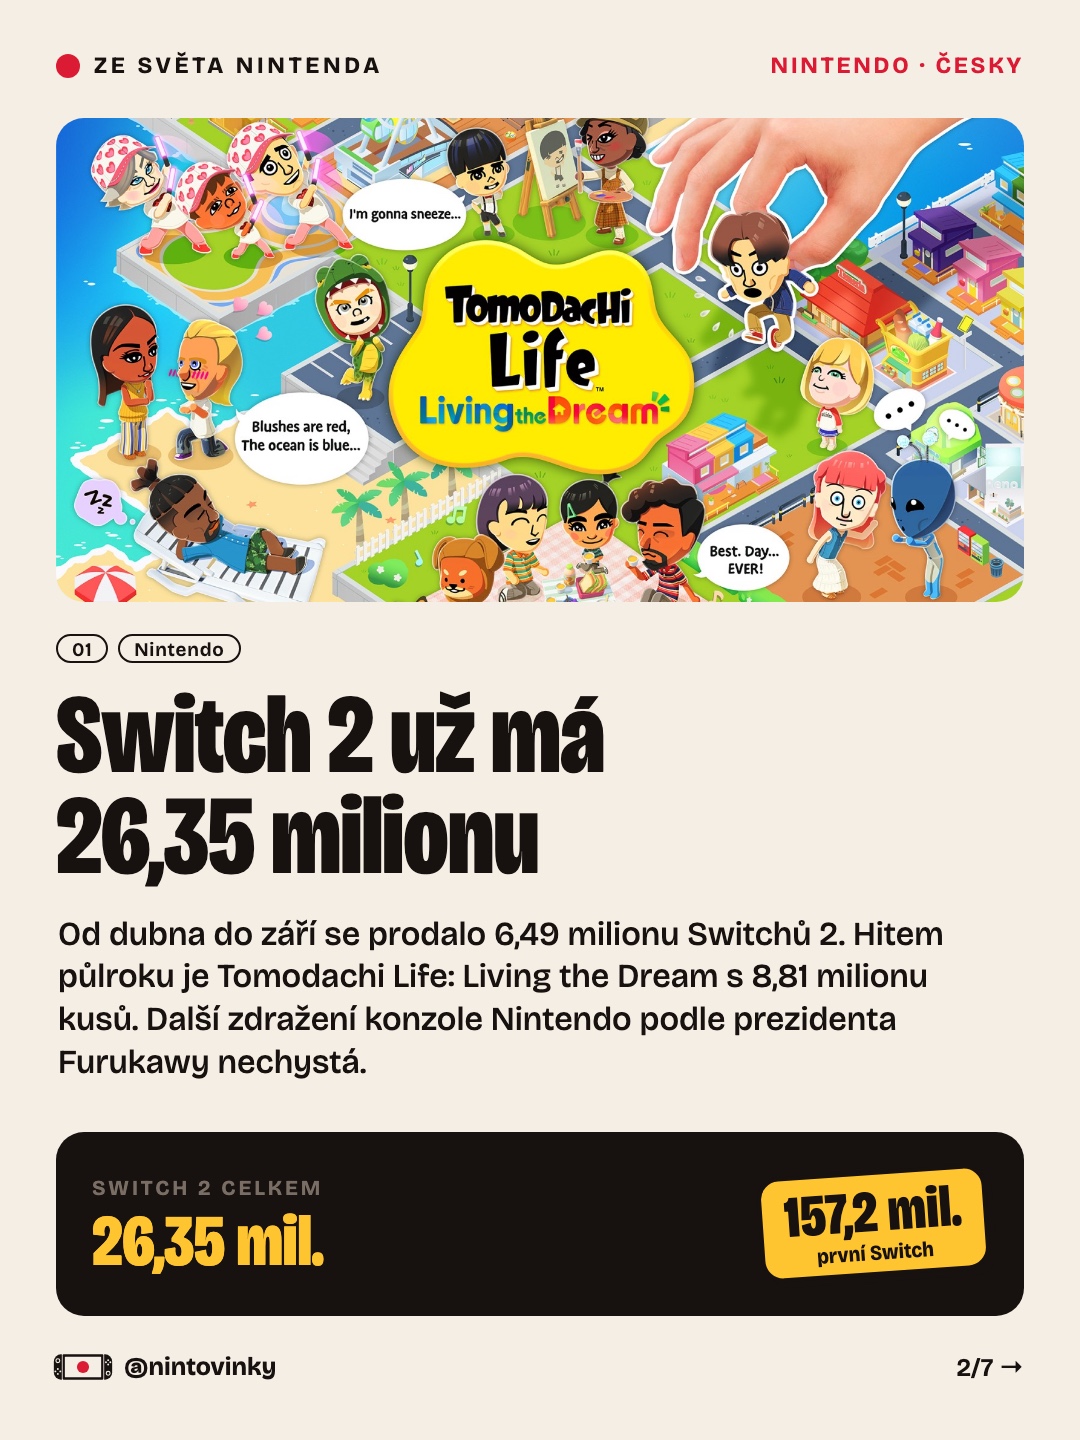 ZE SVĚTA NINTENDA
NINTENDO · ČESKY
I'm gonna sneeze...
TomoDacHi
Life™
Living the Dream
Blushes are red,
The ocean is blue...
Zzz
Best. Day...
EVER!
01
Nintendo
Switch 2 už má
26,35 milionu
Od dubna do září se prodalo 6,49 milionu Switchů 2. Hitem
půlroku je Tomodachi Life: Living the Dream s 8,81 milionu
kusů. Další zdražení konzole Nintendo podle prezidenta
Furukawy nechystá.
SWITCH 2 CELKEM
26,35 mil.
157,2 mil.
první Switch
@nintovinky
2/7 →